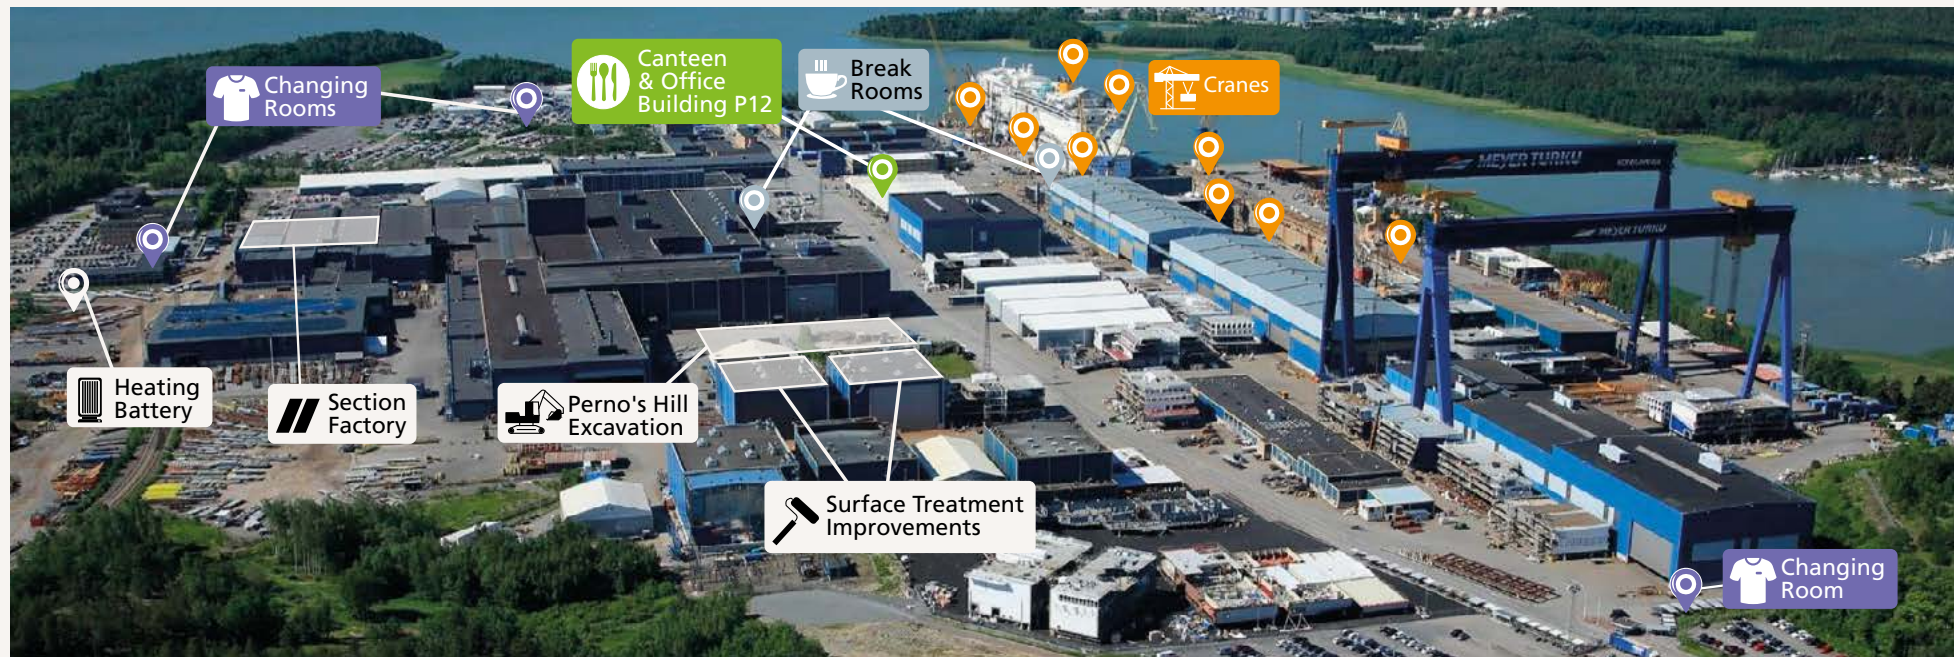 Changing
Rooms
Canteen
& Office
Building P12
Break
Rooms
Cranes
MEYER TURKU
MEYER TURKU
Heating
Battery
Section
Factory
Perno's Hill
Excavation
Surface Treatment
Improvements
Changing
Room